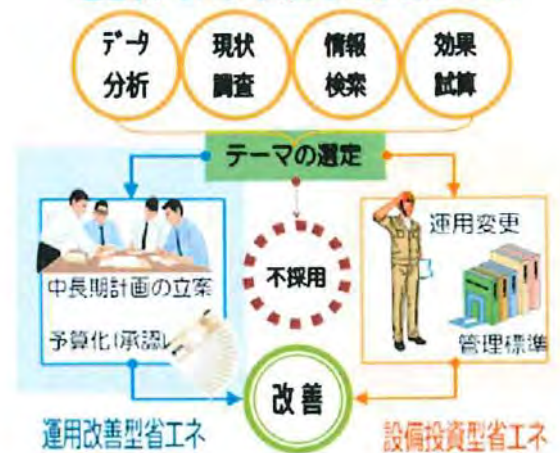 データ
分析
現状
調査
情報
検索
効果
試算
テーマの選定
中長期計画の立案
予算化(承認)
不採用
運用変更
管理標準
改善
運用改善型省エネ
設備投資型省エネ